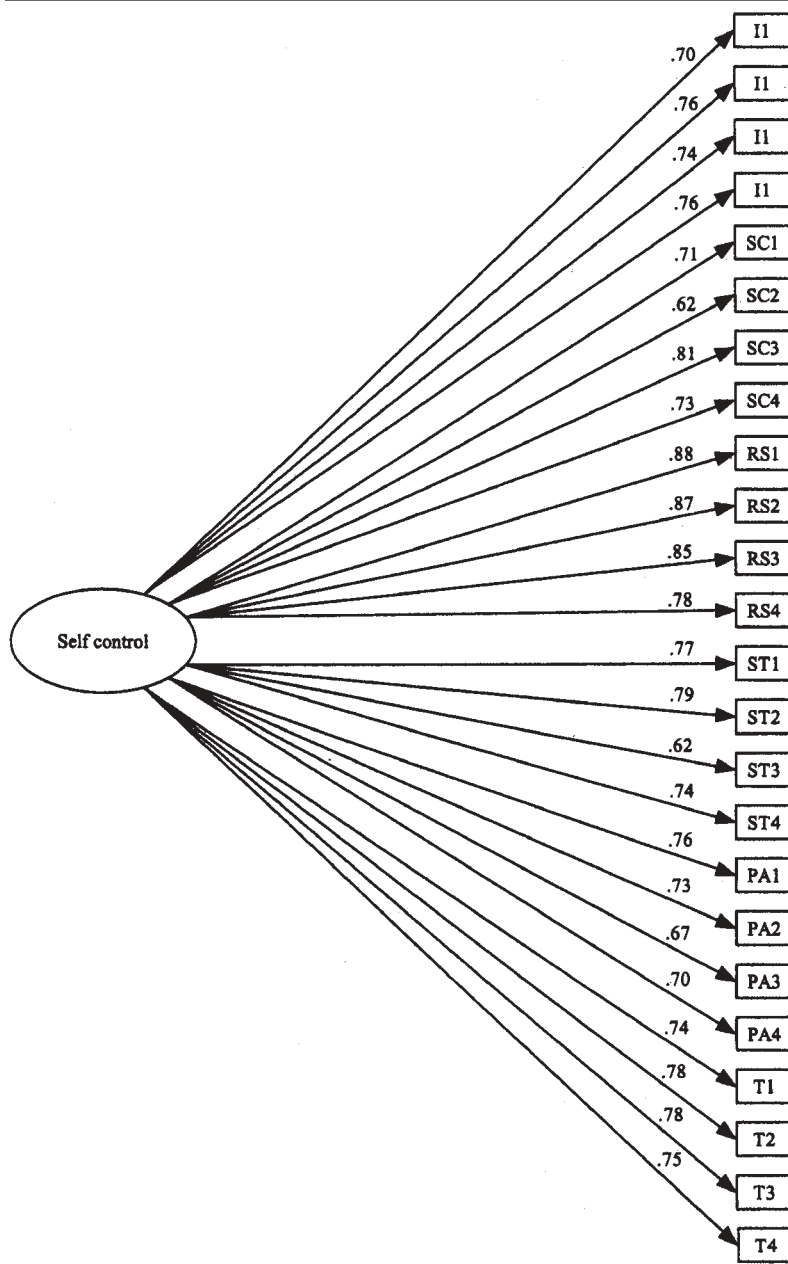 I1
.70
I1
.76
I1
.74
I1
.76
SC1
.71
SC2
.62
SC3
.81
SC4
.73
RS1
.88
RS2
.87
RS3
.85
RS4
.78
Self control
ST1
.77
ST2
.79
ST3
.62
ST4
.74
PA1
.76
PA2
.73
PA3
.67
PA4
.70
T1
.74
T2
.78
T3
.78
T4
.75